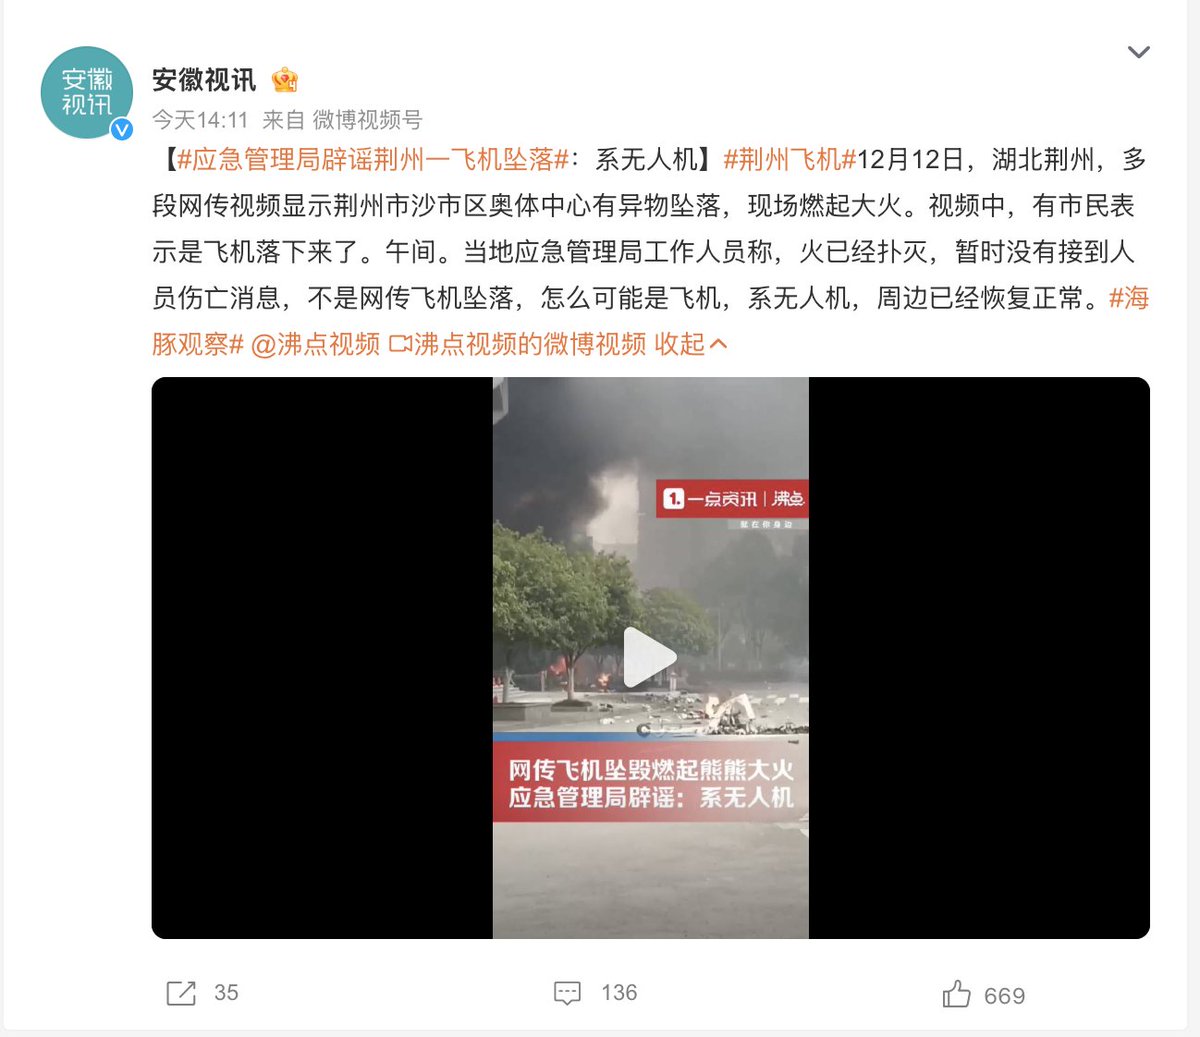 安徽
视讯
安徽视讯
今天14:11 来自 微博视频号
【#应急管理局辟谣荆州一飞机坠落#：系无人机】#荆州飞机#12月12日，湖北荆州，多
段网传视频显示荆州市沙市区奥体中心有异物坠落，现场燃起大火。视频中，有市民表
示是飞机落下来了。午间。当地应急管理局工作人员称，火已经扑灭，暂时没有接到人
员伤亡消息，不是网传飞机坠落，怎么可能是飞机，系无人机，周边已经恢复正常。#海
豚观察# @沸点视频 沸点视频的微博视频 收起
1. 一点资讯 | 沸点
就在你身边
网传飞机坠毁燃起熊熊大火
应急管理局辟谣：系无人机
35
136
669